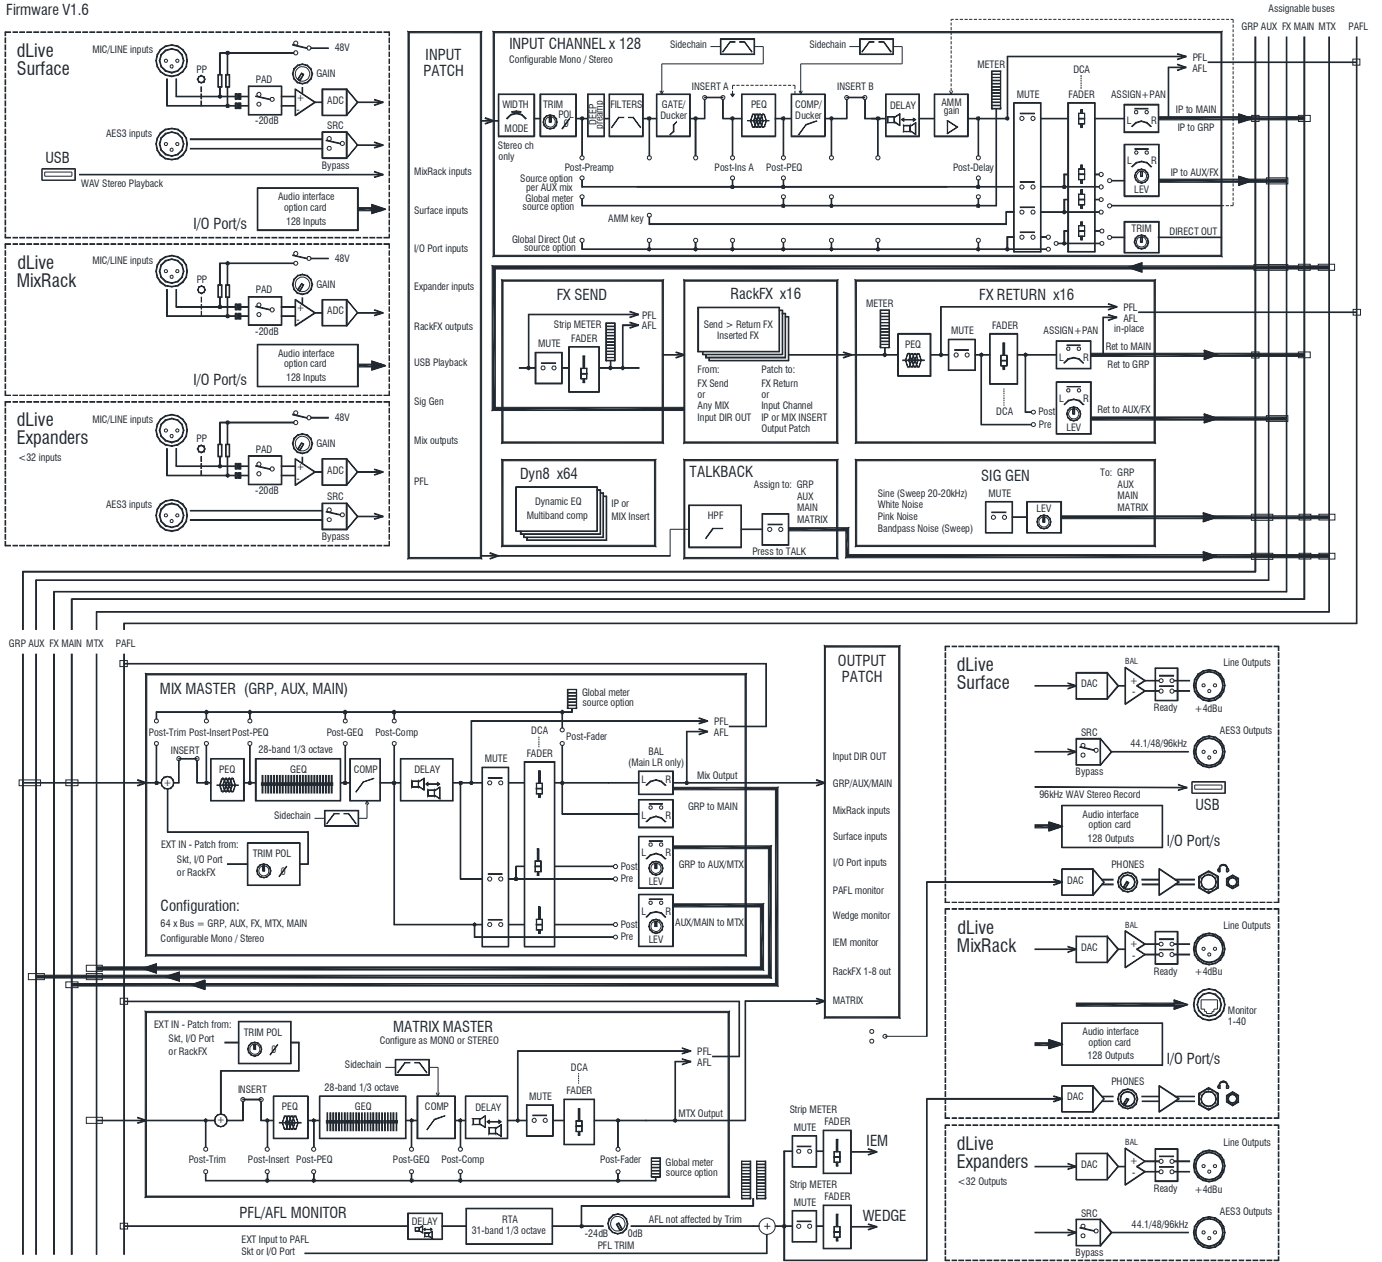 Firmware V1.6
Assignable buses
GRP AUX FX MAIN MTX PAFL
dLive
Surface
MIC/LINE inputs
PP
PAD
-20dB
48V
GAIN
ADC
AES3 inputs
SRC
Bypass
USB
WAV Stereo Playback
Audio interface
option card
128 Inputs
I/O Port/s
dLive
MixRack
MIC/LINE inputs
PP
PAD
-20dB
48V
GAIN
ADC
Audio interface
option card
128 Inputs
I/O Port/s
dLive
Expanders
<32 inputs
MIC/LINE inputs
PP
PAD
-20dB
48V
GAIN
ADC
AES3 inputs
SRC
Bypass
INPUT
PATCH
MixRack inputs
Surface inputs
I/O Port inputs
Expander inputs
RackFX outputs
USB Playback
Sig Gen
Mix outputs
PFL
INPUT CHANNEL x 128
Configurable Mono / Stereo
Sidechain
Sidechain
METER
PFL
AFL
WIDTH
MODE
Stereo ch
only
TRIM
POL
DEEP
preamp
FILTERS
GATE/
Ducker
INSERT A
PEQ
COMP/
Ducker
INSERT B
DELAY
AMM
gain
MUTE
DCA
FADER
ASSIGN+PAN
L R
IP to MAIN
IP to GRP
L R
LEV
IP to AUX/FX
TRIM
DIRECT OUT
Post-Preamp
Post-Ins A
Post-PEQ
Post-Delay
Source option
per AUX mix
Global meter
source option
AMM key
Global Direct Out
source option
FX SEND
PFL
AFL
Strip METER
MUTE
FADER
RackFX x16
Send > Return FX
Inserted FX
From:
FX Send
or
Any MIX
Input DIR OUT
Patch to:
FX Return
or
Input Channel
IP or MIX INSERT
Output Patch
FX RETURN x16
METER
PEQ
MUTE
FADER
DCA
PFL
AFL
in-place
ASSIGN+PAN
L R
Ret to MAIN
Ret to GRP
L R
LEV
Ret to AUX/FX
Post
Pre
Dyn8 x64
Dynamic EQ
Multiband comp
IP or
MIX Insert
TALKBACK
Assign to: GRP
AUX
MAIN
MATRIX
HPF
Press to TALK
SIG GEN
Sine (Sweep 20-20kHz)
White Noise
Pink Noise
Bandpass Noise (Sweep)
MUTE
LEV
To: GRP
AUX
MAIN
MATRIX
GRP AUX FX MAIN MTX PAFL
MIX MASTER (GRP, AUX, MAIN)
Global meter
source option
Post-Trim Post-Insert Post-PEQ
Post-GEQ
Post-Comp
Post-Fader
PFL
AFL
INSERT
PEQ
28-band 1/3 octave
GEQ
COMP
DELAY
MUTE
DCA
FADER
BAL
(Main LR only)
L R
Mix Output
L R
GRP to MAIN
L R
LEV
GRP to AUX/MTX
Post
Pre
L R
LEV
AUX/MAIN to MTX
Post
Pre
Sidechain
EXT IN - Patch from:
Skt, I/O Port
or RackFX
TRIM POL
Configuration:
64 x Bus = GRP, AUX, FX, MTX, MAIN
Configurable Mono / Stereo
MATRIX MASTER
Configure as MONO or STEREO
EXT IN - Patch from:
Skt, I/O Port
or RackFX
TRIM POL
Sidechain
INSERT
PEQ
28-band 1/3 octave
GEQ
COMP
DELAY
MUTE
DCA
FADER
PFL
AFL
MTX Output
Post-Trim
Post-Insert
Post-PEQ
Post-GEQ
Post-Comp
Post-Fader
Global meter
source option
PFL/AFL MONITOR
DELAY
RTA
31-band 1/3 octave
-24dB 0dB
PFL TRIM
AFL not affected by Trim
EXT Input to PAFL
Skt or I/O Port
Strip METER
MUTE
FADER
IEM
Strip METER
MUTE
FADER
WEDGE
OUTPUT
PATCH
Input DIR OUT
GRP/AUX/MAIN
MixRack inputs
Surface inputs
I/O Port inputs
PAFL monitor
Wedge monitor
IEM monitor
RackFX 1-8 out
MATRIX
dLive
Surface
DAC
BAL
Ready
Line Outputs
+4dBu
SRC
Bypass
44.1/48/96kHz
AES3 Outputs
96kHz WAV Stereo Record
USB
Audio interface
option card
128 Outputs
I/O Port/s
DAC
PHONES
dLive
MixRack
DAC
BAL
Ready
Line Outputs
+4dBu
Monitor
1-40
Audio interface
option card
128 Outputs
I/O Port/s
DAC
PHONES
dLive
Expanders
<32 Outputs
DAC
BAL
Ready
Line Outputs
+4dBu
SRC
Bypass
44.1/48/96kHz
AES3 Outputs